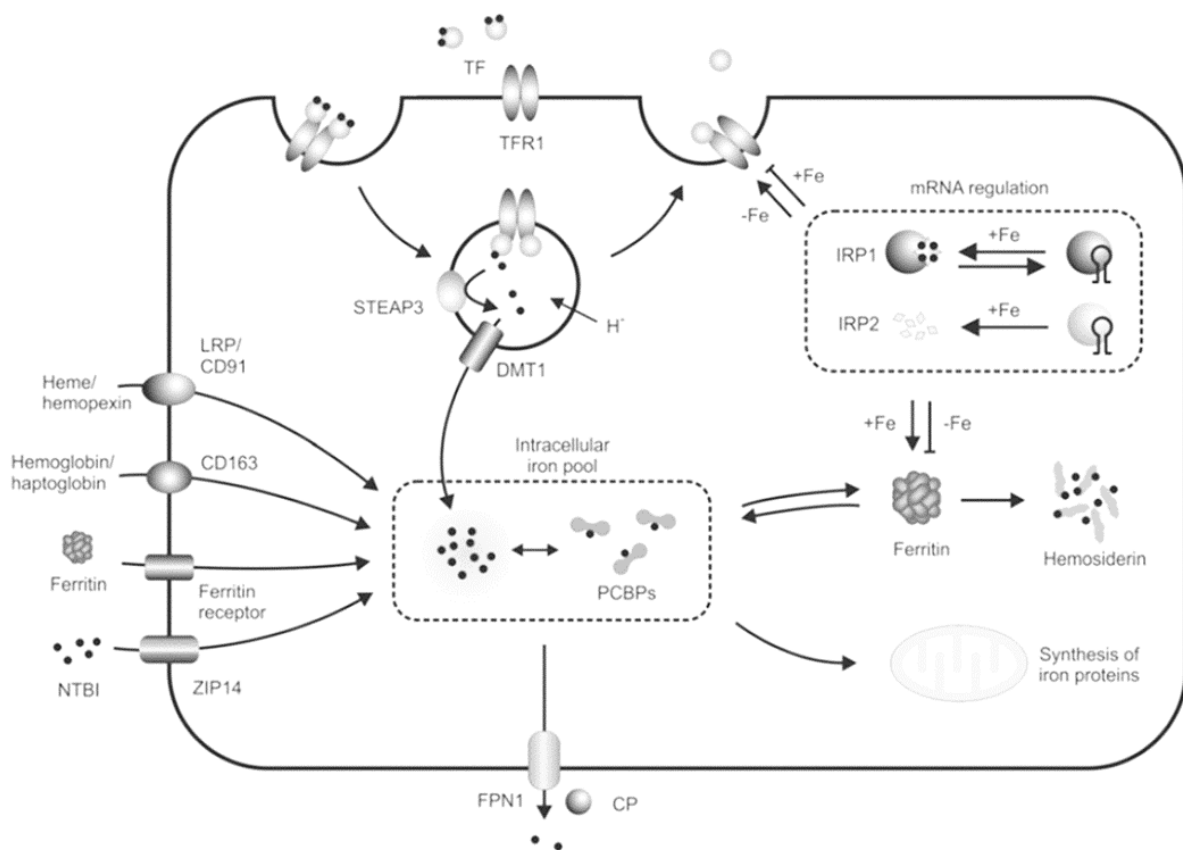 TF
TFR1
+Fe
-Fe
mRNA regulation
IRP1
+Fe
IRP2
+Fe
STEAP3
H⁺
DMT1
LRP/
CD91
Heme/
hemopexin
Hemoglobin/
haptoglobin
CD163
Intracellular
iron pool
+Fe
-Fe
Ferritin
Ferritin
receptor
PCBPs
Ferritin
Hemosiderin
NTBI
ZIP14
Synthesis of
iron proteins
FPN1
CP